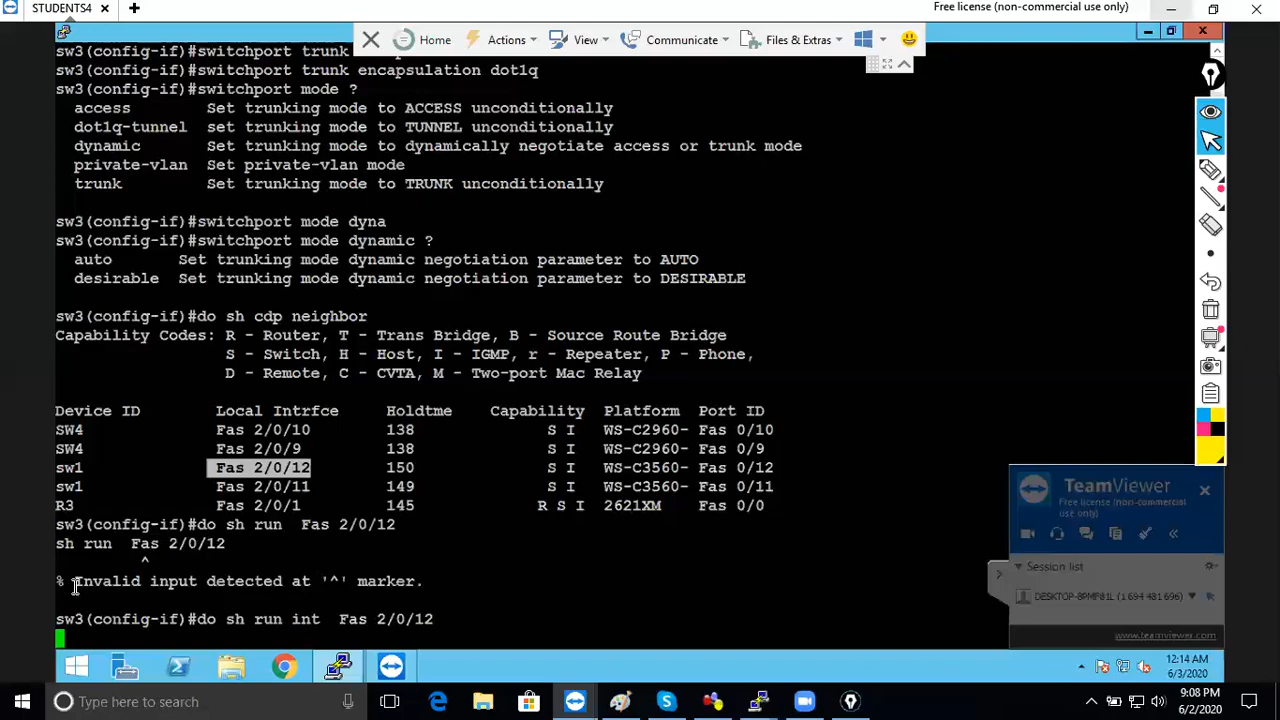 STUDENTS4
Free license (non-commercial use only)
Home
View
Communicate
Files & Extras
sw3(config-if)#switchport trunk
sw3(config-if)#switchport trunk encapsulation dot1q
sw3(config-if)#switchport mode ?
access Set trunking mode to ACCESS unconditionally
dot1q-tunnel Set trunking mode to TUNNEL unconditionally
dynamic Set trunking mode to dynamically negotiate access or trunk mode
private-vlan Set private-vlan mode
trunk Set trunking mode to TRUNK unconditionally
sw3(config-if)#switchport mode dyna
sw3(config-if)#switchport mode dynamic ?
auto Set trunking mode dynamic negotiation parameter to AUTO
desirable Set trunking mode dynamic negotiation parameter to DESIRABLE
sw3(config-if)#do sh cdp neighbor
Capability Codes: R - Router, T - Trans Bridge, B - Source Route Bridge
S - Switch, H - Host, I - IGMP, r - Repeater, P - Phone,
D - Remote, C - CVTA, M - Two-port Mac Relay
Device ID Local Intrfce Holdtme Capability Platform Port ID
SW4 Fas 2/0/10 138 S I WS-C2960- Fas 0/10
SW4 Fas 2/0/9 138 S I WS-C2960- Fas 0/9
sw1 Fas 2/0/12 150 S I WS-C3560- Fas 0/12
sw1 Fas 2/0/11 149 S I WS-C3560- Fas 0/11
R3 Fas 2/0/1 145 R S I 2621XM Fas 0/0
sw3(config-if)#do sh run Fas 2/0/12
sh run Fas 2/0/12
^
% Invalid input detected at '^' marker.
sw3(config-if)#do sh run int Fas 2/0/12
TeamViewer
Free license (non-commercial use only)
Session list
DESKTOP-8PMF81L (1 694 481 696)
www.teamviewer.com
12:14 AM
6/3/2020
Type here to search
9:08 PM
6/2/2020